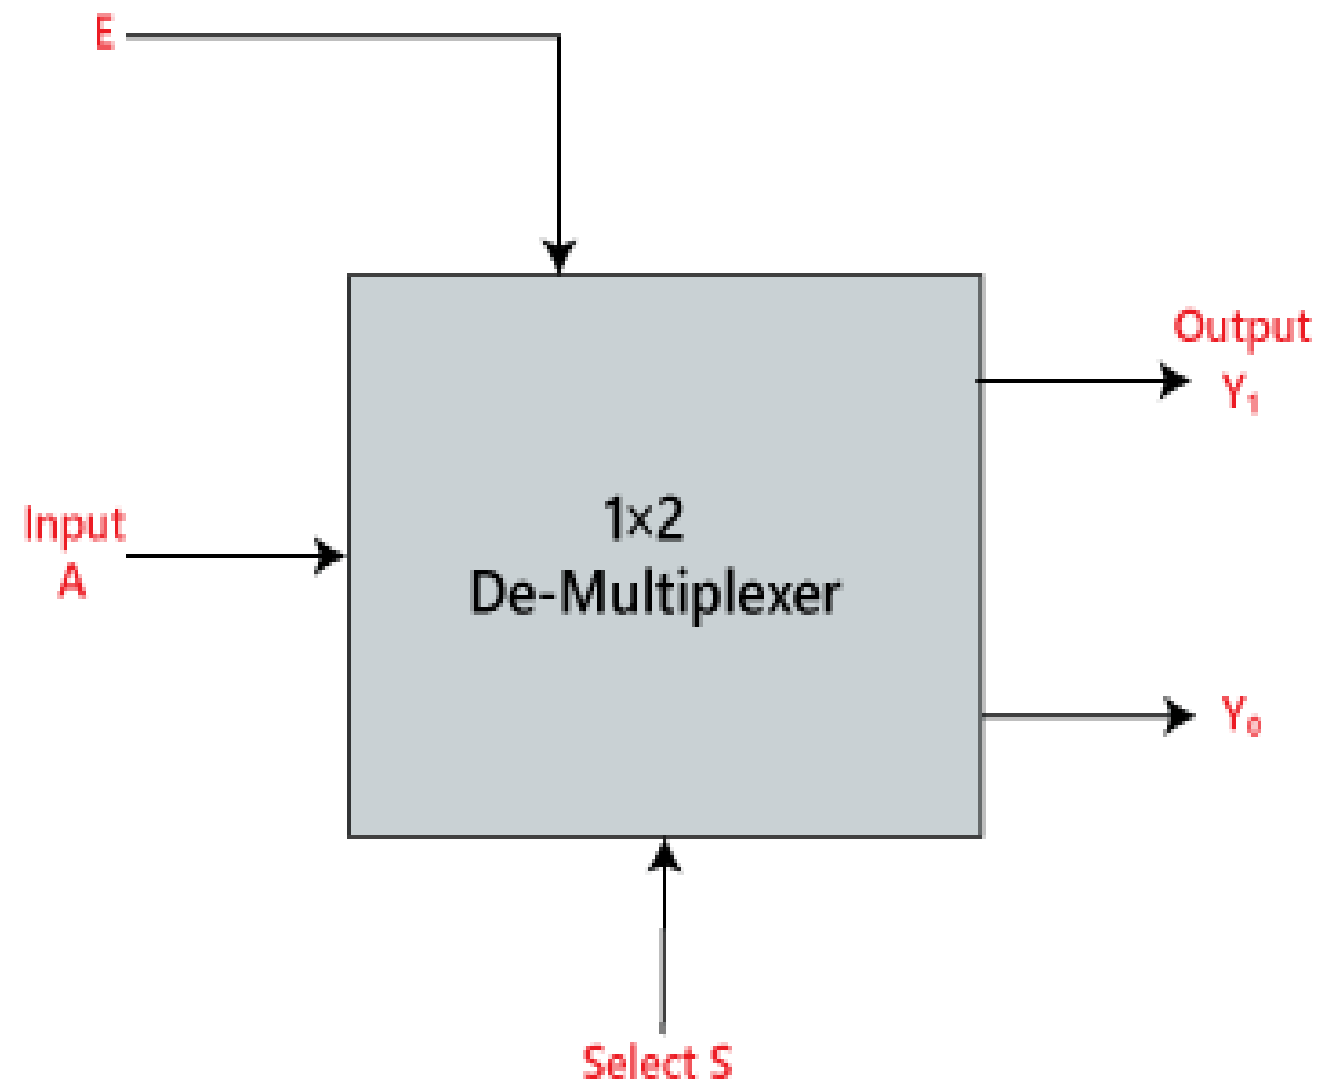 E
Output
Y₁
Input
A
1×2
De-Multiplexer
Y₀
Select S